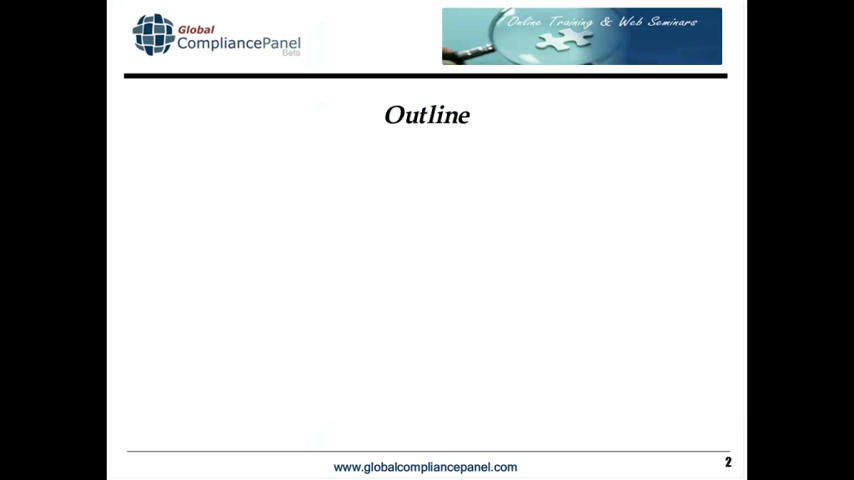 Global
CompliancePanel
Beta
Online Training & Web Seminars
Outline
www.globalcompliancepanel.com
2